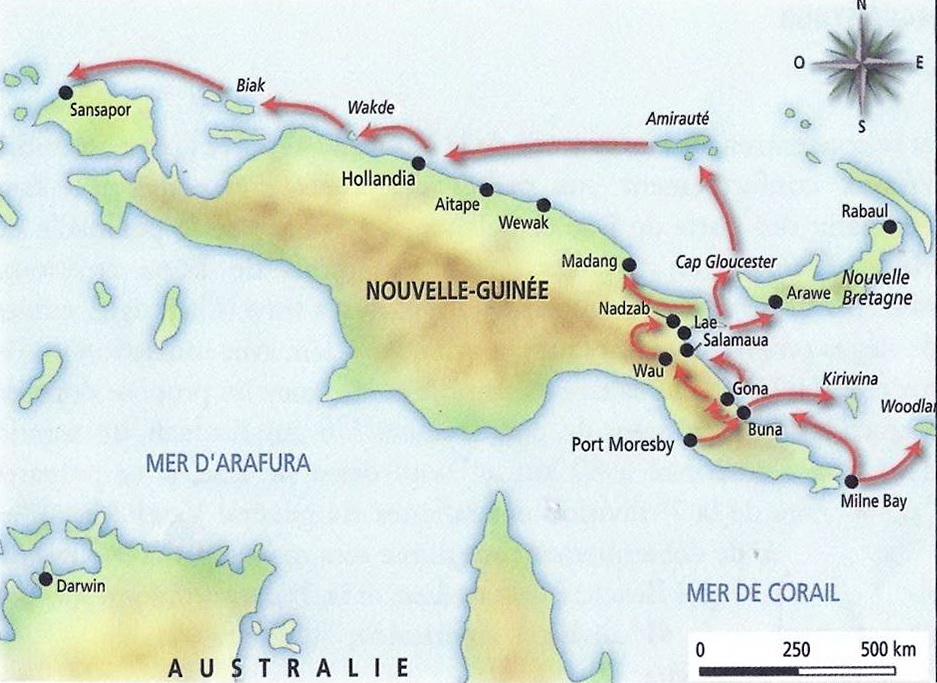 N
O
E
S
Sansapor
Biak
Wakde
Amirauté
Hollandia
Aitape
Wewak
Rabaul
Madang
Cap Gloucester
NOUVELLE-GUINÉE
Arawe
Nouvelle
Bretagne
Nadzab
Lae
Salamaua
Wau
Gona
Kiriwina
Woodlar
Buna
Port Moresby
MER D'ARAFURA
Milne Bay
Darwin
MER DE CORAIL
0
250
500 km
AUSTRALIE